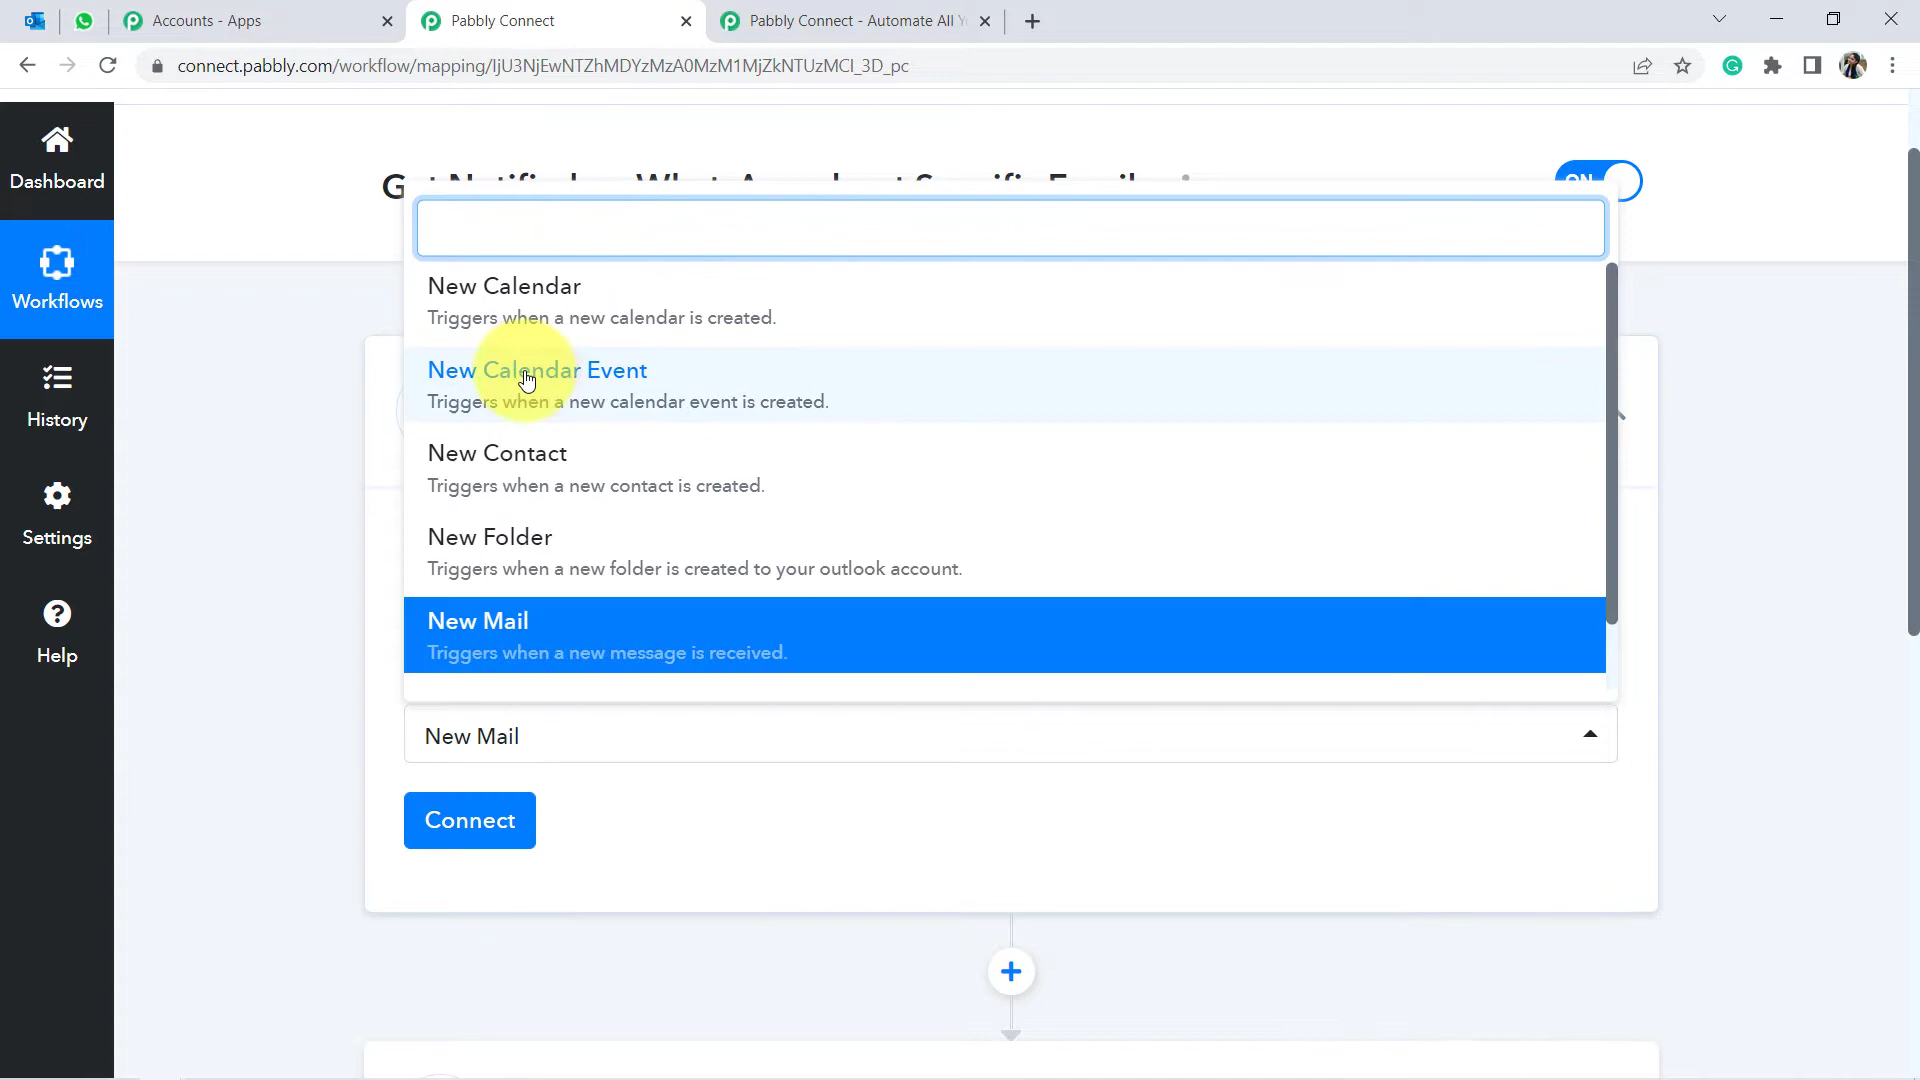 Accounts - Apps
Pabbly Connect
Pabbly Connect - Automate All
connect.pabbly.com/workflow/mapping/IjU3NjEwNTZhMDYzMzA0MzM1MjZkNTUzMCI_3D_pc
Dashboard
Workflows
History
Settings
Help
ON
New Calendar
Triggers when a new calendar is created.
New Calendar Event
Triggers when a new calendar event is created.
New Contact
Triggers when a new contact is created.
New Folder
Triggers when a new folder is created to your outlook account.
New Mail
Triggers when a new message is received.
New Mail
Connect